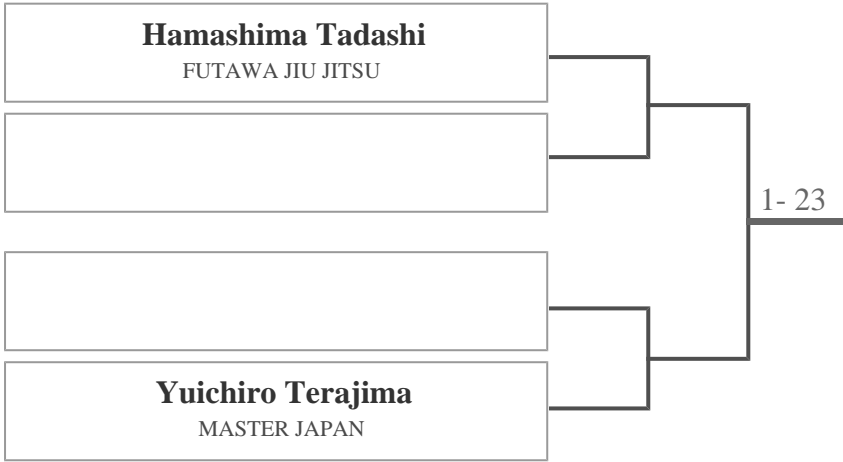 Hamashima Tadashi
FUTAWA JIU JITSU
1- 23
Yuichiro Terajima
MASTER JAPAN